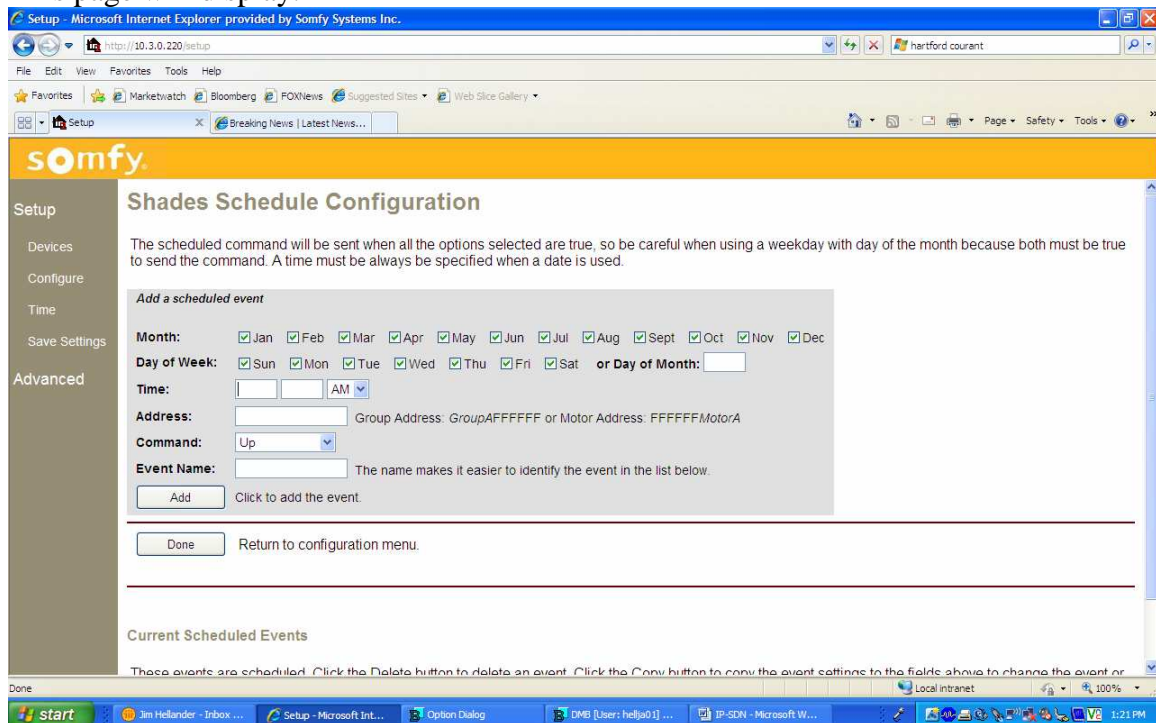 Setup - Microsoft Internet Explorer provided by Somfy Systems Inc.
http://10.3.0.220/setup
hartford courant
File Edit View Favorites Tools Help
Favorites Marketwatch Bloomberg FOXNews Suggested Sites Web Slice Gallery
Setup Breaking News | Latest News... Page Safety Tools
somfy.
Setup
Devices
Configure
Time
Save Settings
Advanced
Shades Schedule Configuration
The scheduled command will be sent when all the options selected are true, so be careful when using a weekday with day of the month because both must be true
to send the command. A time must be always be specified when a date is used.
Add a scheduled event
Month: Jan Feb Mar Apr May Jun Jul Aug Sept Oct Nov Dec
Day of Week: Sun Mon Tue Wed Thu Fri Sat or Day of Month:
Time: AM
Address: Group Address: GroupAFFFFFF or Motor Address: FFFFFFMotorA
Command: Up
Event Name: The name makes it easier to identify the event in the list below.
Add Click to add the event.
Done Return to configuration menu.
Current Scheduled Events
These events are scheduled. Click the Delete button to delete an event. Click the Copy button to copy the event settings to the fields above to change the event or
Done Local intranet 100%
start Jim Hellander - Inbox ... Setup - Microsoft Int... Option Dialog DMB [User: hellja01] ... IP-SDN - Microsoft W... 1:21 PM